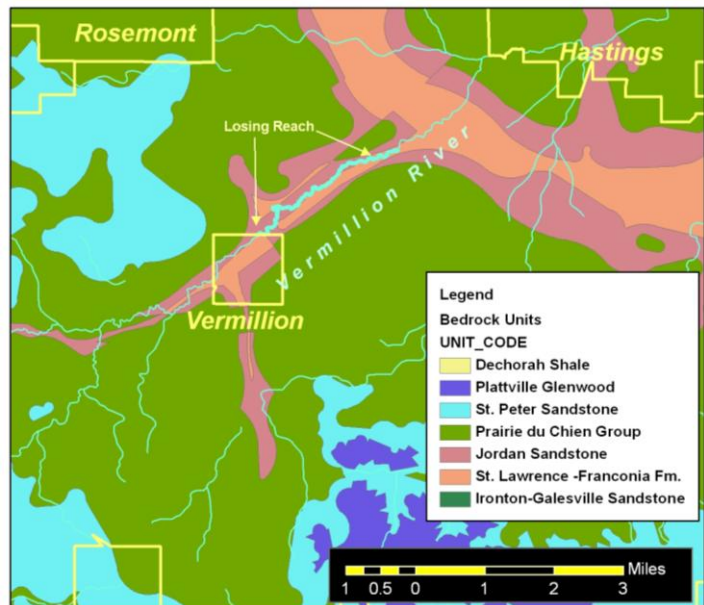 Rosemont
Hastings
Losing Reach
Vermillion River
Vermillion
Legend
Bedrock Units
UNIT_CODE
Dechorah Shale
Plattville Glenwood
St. Peter Sandstone
Prairie du Chien Group
Jordan Sandstone
St. Lawrence -Franconia Fm.
Ironton-Galesville Sandstone
Miles
1 0.5 0 1 2 3